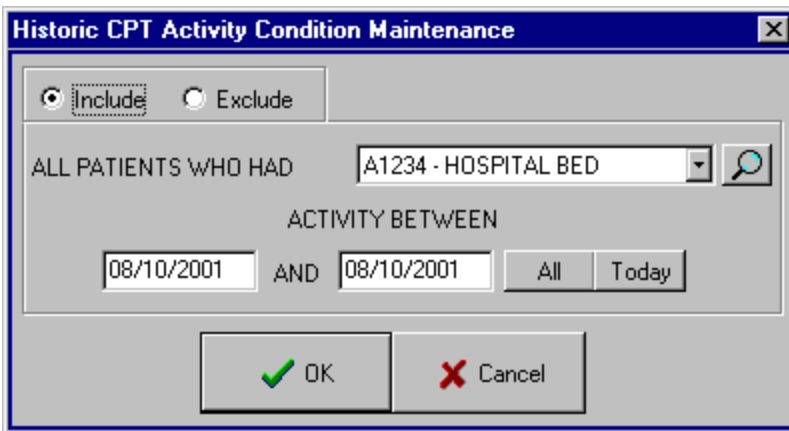 Historic CPT Activity Condition Maintenance
Include Exclude
ALL PATIENTS WHO HAD A1234 - HOSPITAL BED
ACTIVITY BETWEEN
08/10/2001 AND 08/10/2001 All Today
OK Cancel